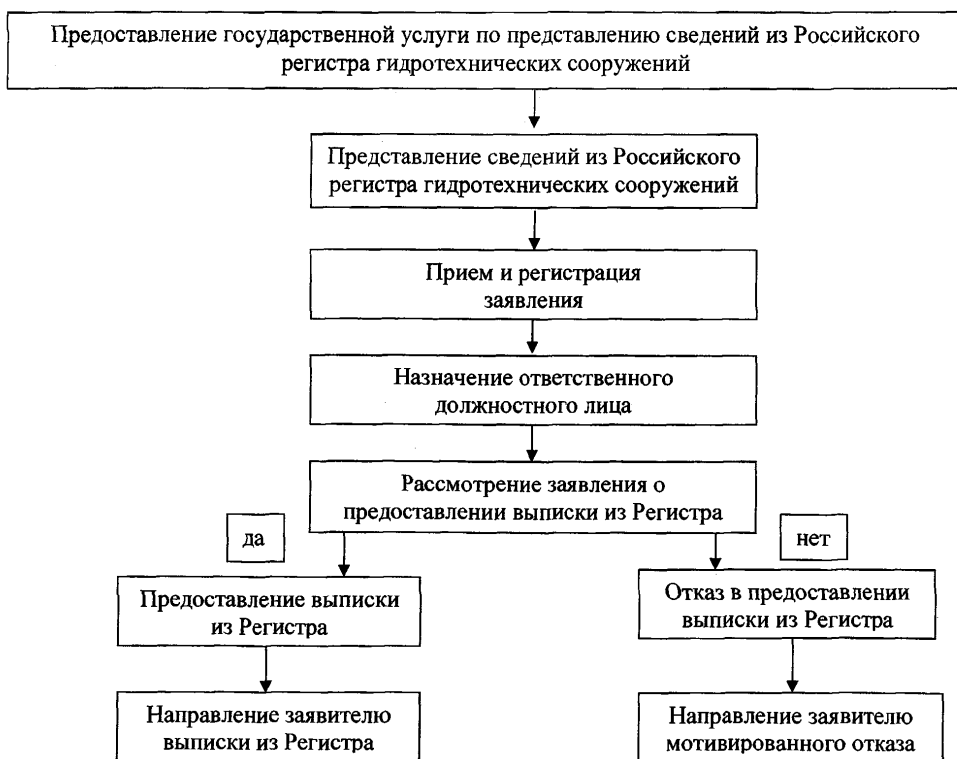 Предоставление государственной услуги по представлению сведений из Российского
регистра гидротехнических сооружений
Представление сведений из Российского
регистра гидротехнических сооружений
Прием и регистрация
заявления
Назначение ответственного
должностного лица
Рассмотрение заявления о
предоставлении выписки из Регистра
да
нет
Предоставление выписки
из Регистра
Отказ в предоставлении
выписки из Регистра
Направление заявителю
выписки из Регистра
Направление заявителю
мотивированного отказа